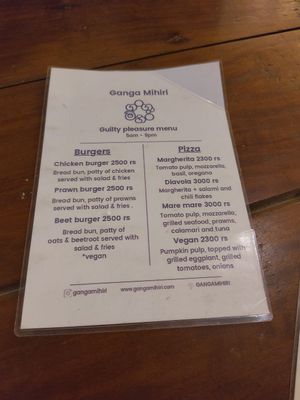 Ganga Mihiri
Guilty pleasure menu
5am - 9pm
Burgers
Chicken burger 2500 rs
Bread bun, patty of chicken
served with salad & fries
Prawn burger 2500 rs
Bread bun, patty of prawns
served with salad & fries .
Beet burger 2500 rs
Bread bun, patty of
oats & beetroot served with
salad & fries
*vegan
Pizza
Margherita 2300 rs
Tomato pulp, mozzarella,
basil, oregano
Diavola 3000 rs
Margherita + salami and
chili flakes
Mare mare 3000 rs
Tomato pulp, mozzarella,
grilled seafood, prawns,
calamari and tuna
Vegan 2300 rs
Pumpkin pulp, topped with
grilled eggplant, grilled
tomatoes, onions
gangamihiri
www.gangamihiri.com
GANGAMIHIRI